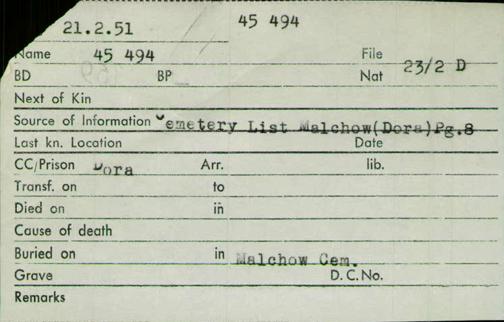 21.2.51 45 494
Name 45 494 File 23/2 D
BD BP Nat
Next of Kin
Source of Information Cemetery List Malchow(Dora)Pg.8
Last kn. Location Date
CC/Prison Dora Arr. lib.
Transf. on to
Died on in
Cause of death
Buried on in Malchow Cem.
Grave D.C.No.
Remarks